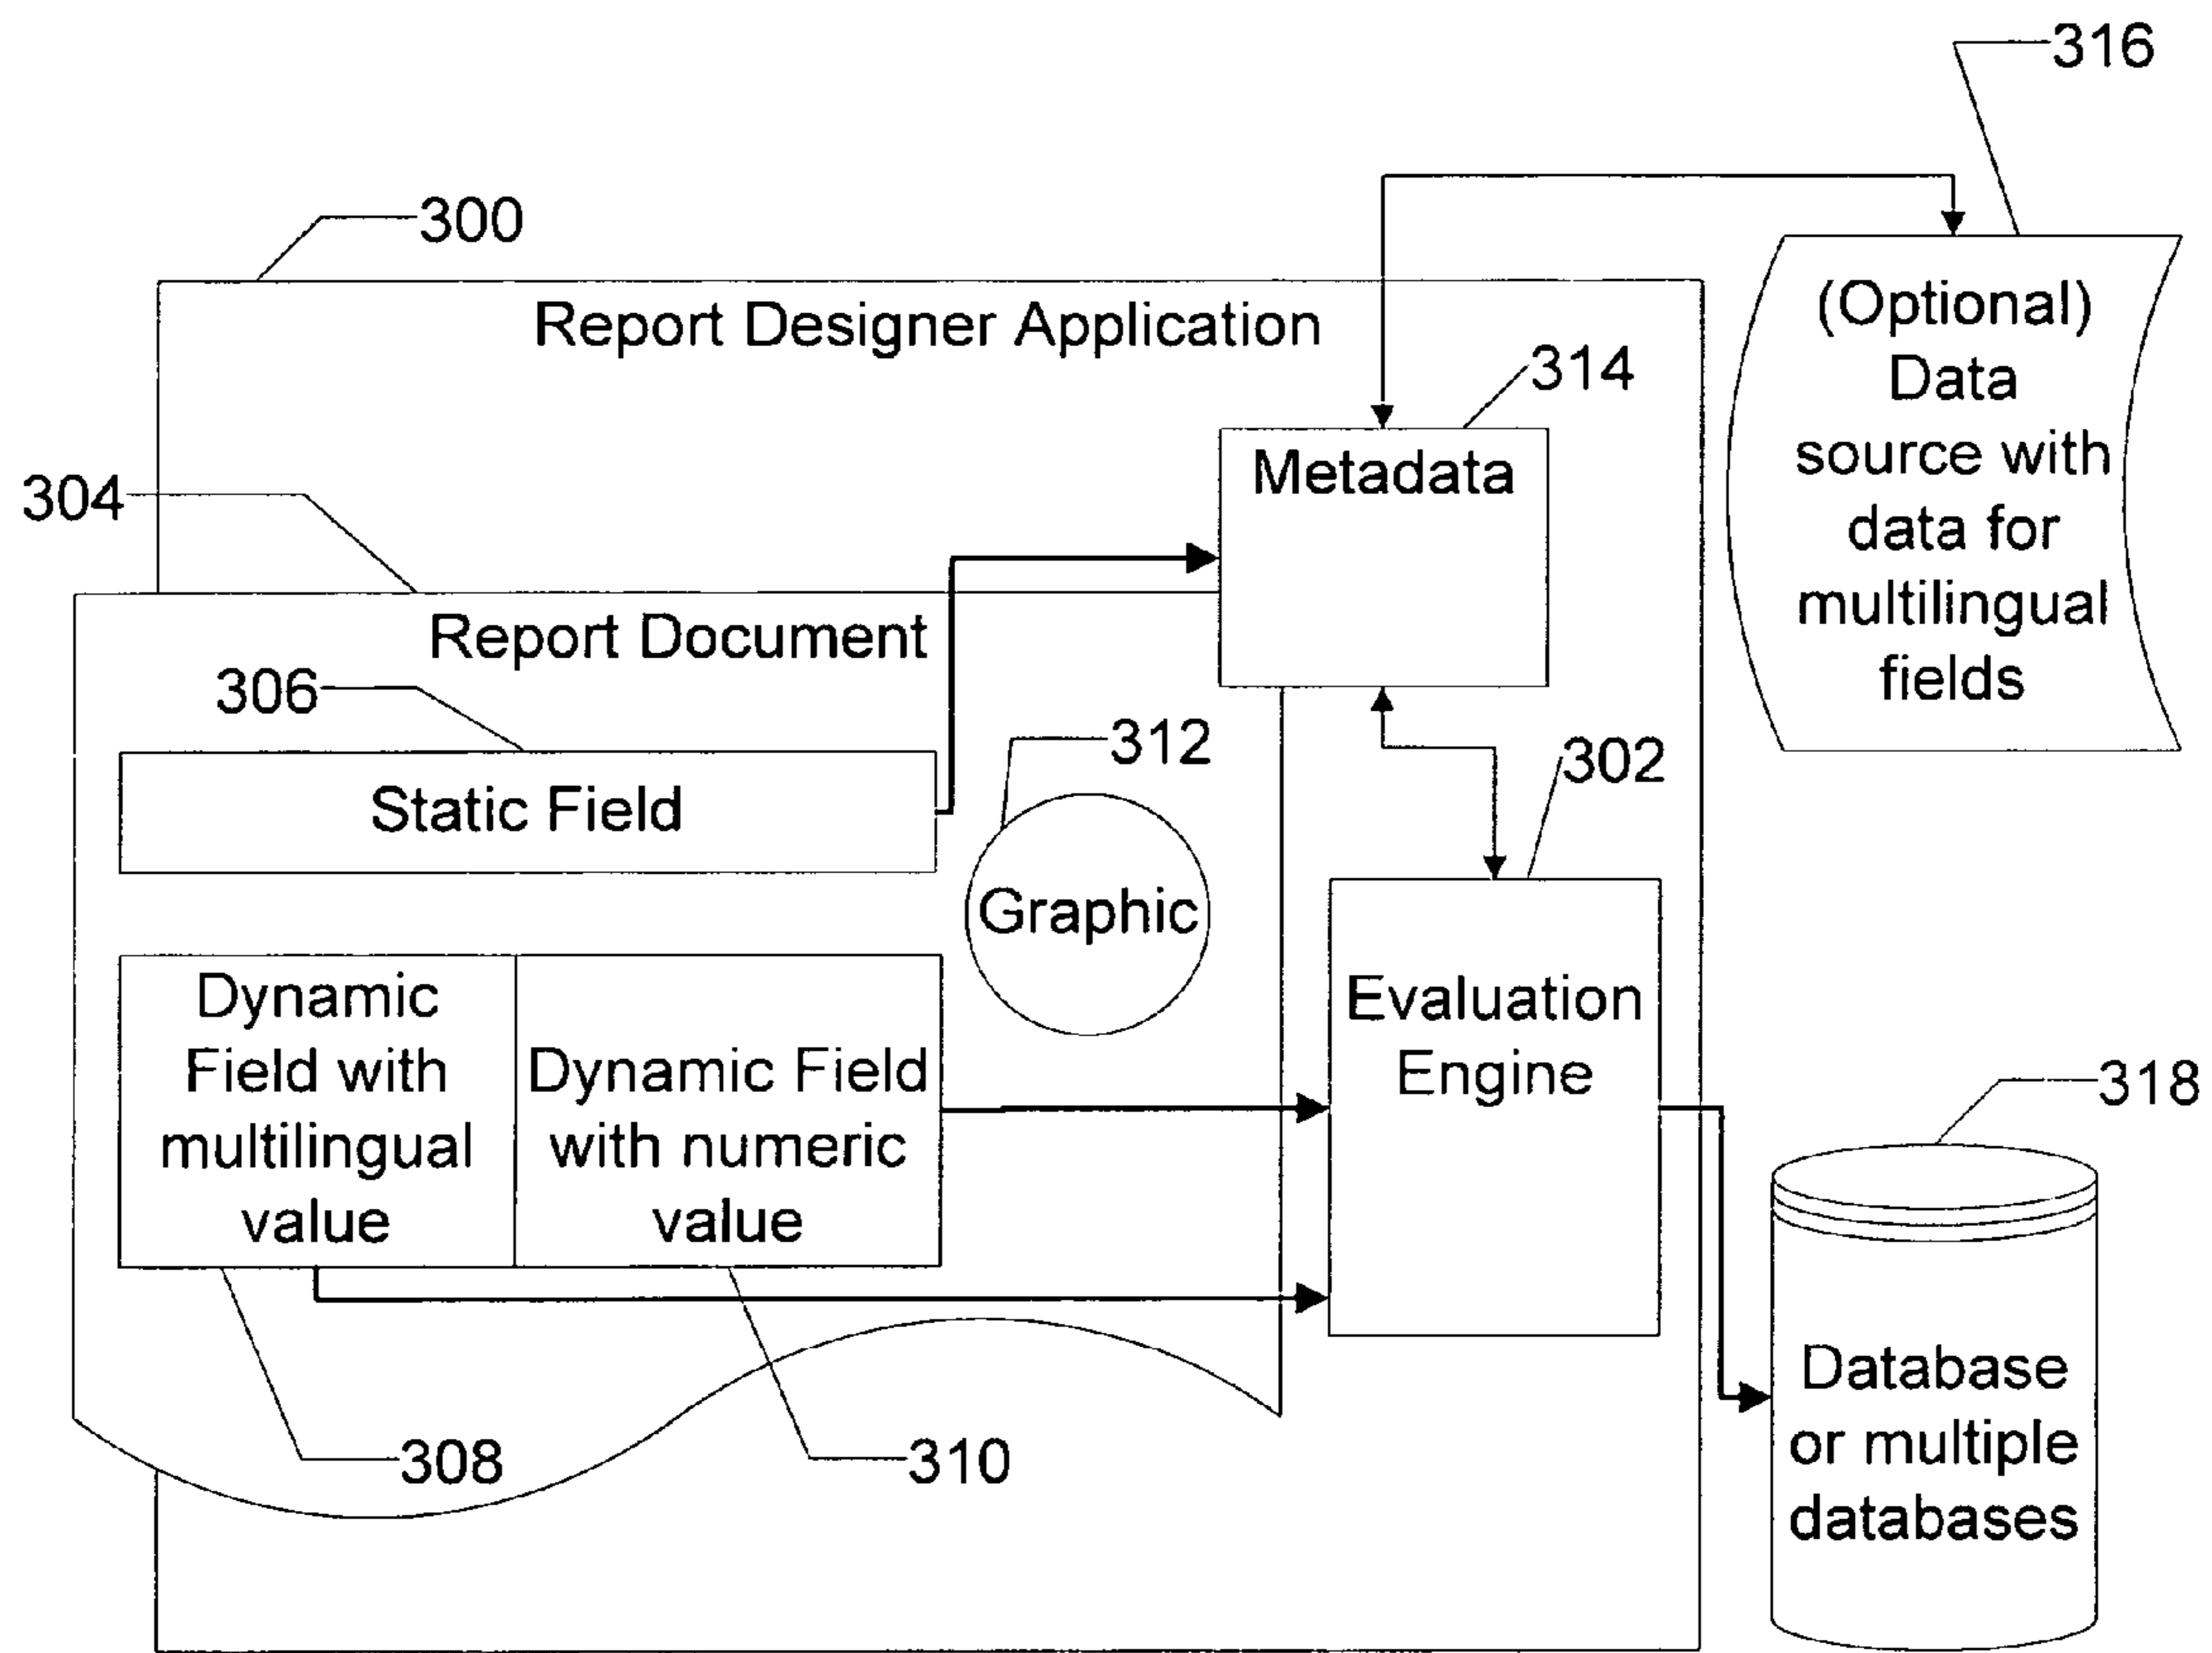 316
300
Report Designer Application
(Optional)
Data
source with
data for
multilingual
fields
314
Metadata
304
Report Document
306
312
302
Static Field
Graphic
Dynamic
Field with
multilingual
value
Dynamic Field
with numeric
value
Evaluation
Engine
318
Database
or multiple
databases
308
310